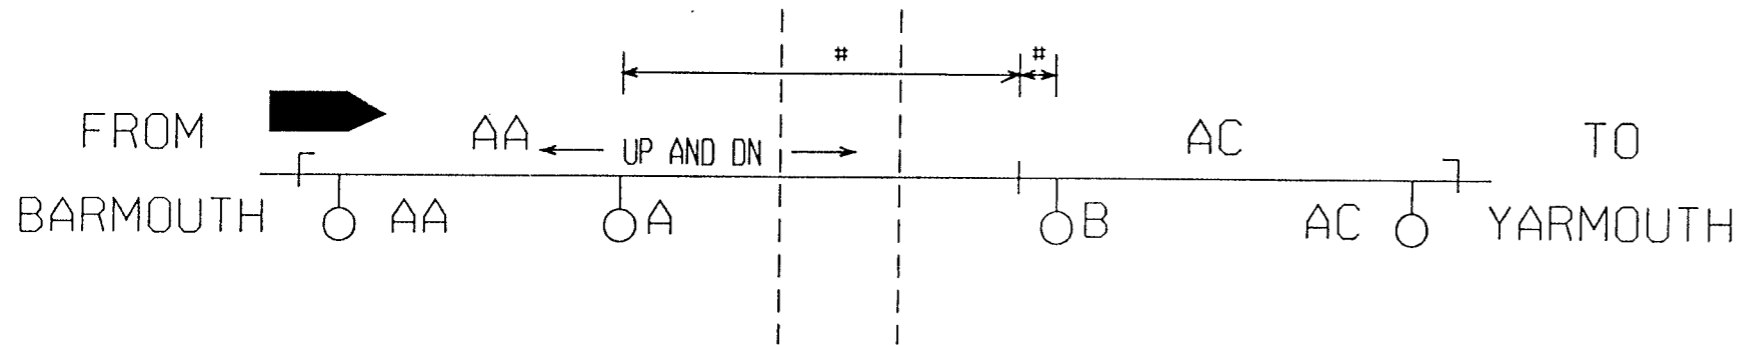 # #
FROM AA AC TO
UP AND DN
BARMOUTH AA A B AC YARMOUTH